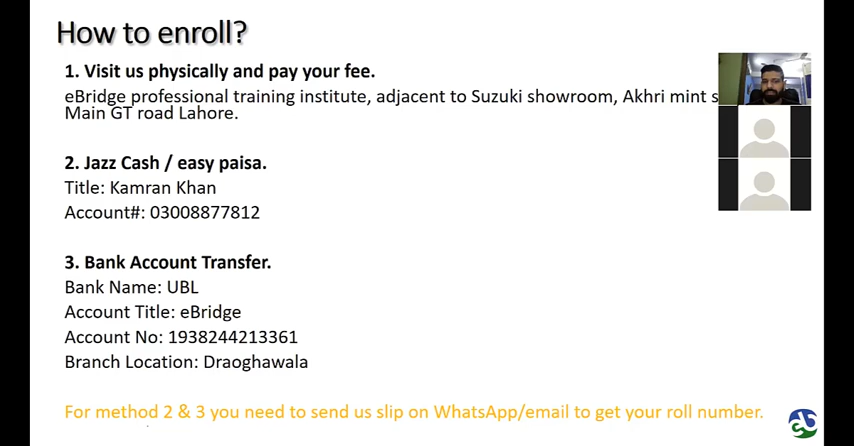 How to enroll?
1. Visit us physically and pay your fee.
eBridge professional training institute, adjacent to Suzuki showroom, Akhri mint
Main GT road Lahore.
2. Jazz Cash / easy paisa.
Title: Kamran Khan
Account#: 03008877812
3. Bank Account Transfer.
Bank Name: UBL
Account Title: eBridge
Account No: 1938244213361
Branch Location: Draoghawala
For method 2 & 3 you need to send us slip on WhatsApp/email to get your roll number.